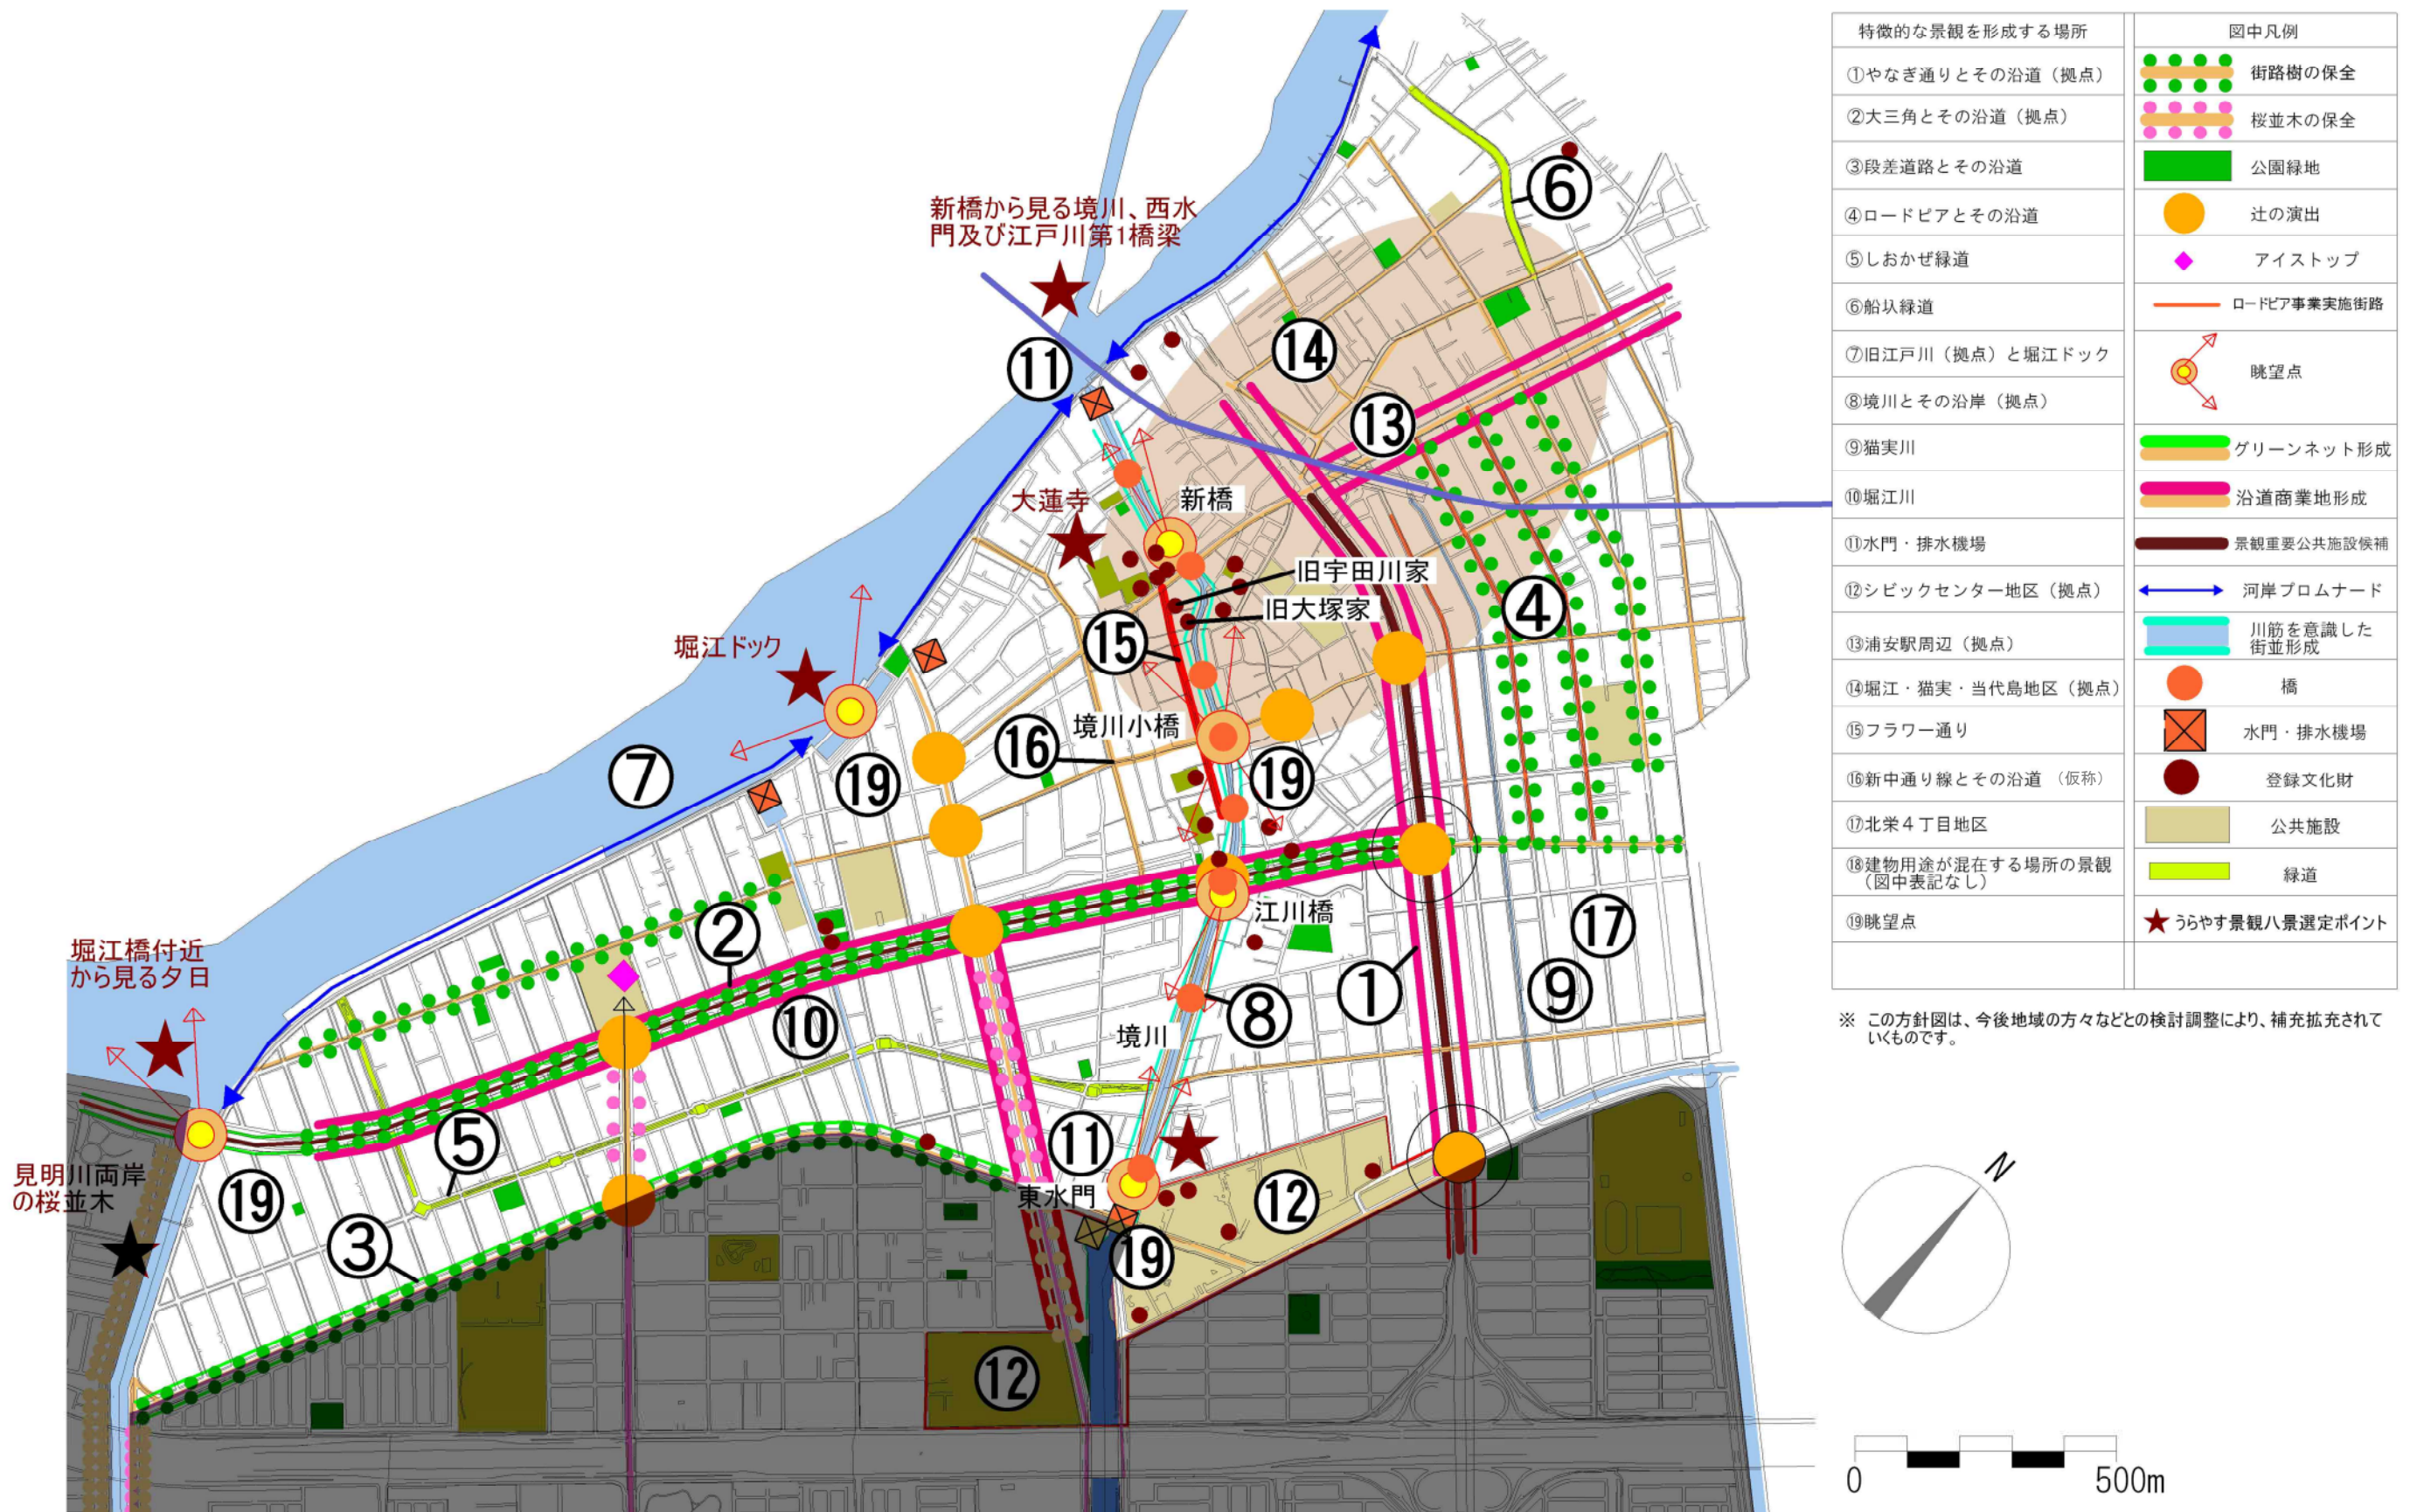 新橋から見る境川、西水
門及び江戸川第1橋梁
⑥
⑪
⑭
⑬
大蓮寺
新橋
旧宇田川家
旧大塚家
④
⑮
堀江ドック
境川小橋
⑯
⑦
⑲
⑲
②
江川橋
⑰
①
⑨
堀江橋付近
から見る夕日
⑩
境川
⑧
⑤
⑪
見明川両岸
の桜並木
⑲
東水門
⑫
③
⑲
⑫
特徴的な景観を形成する場所
①やなぎ通りとその沿道（拠点）
②大三角とその沿道（拠点）
③段差道路とその沿道
④ロードピアとその沿道
⑤しおかぜ緑道
⑥船圦緑道
⑦旧江戸川（拠点）と堀江ドック
⑧境川とその沿岸（拠点）
⑨猫実川
⑩堀江川
⑪水門・排水機場
⑫シビックセンター地区（拠点）
⑬浦安駅周辺（拠点）
⑭堀江・猫実・当代島地区（拠点）
⑮フラワー通り
⑯新中通り線とその沿道（仮称）
⑰北栄４丁目地区
⑱建物用途が混在する場所の景観
（図中表記なし）
⑲眺望点
図中凡例
街路樹の保全
桜並木の保全
公園緑地
辻の演出
アイストップ
ロードピア事業実施街路
眺望点
グリーンネット形成
沿道商業地形成
景観重要公共施設候補
河岸プロムナード
川筋を意識した
街並形成
橋
水門・排水機場
登録文化財
公共施設
緑道
うらやす景観八景選定ポイント
※ この方針図は、今後地域の方々などとの検討調整により、補充拡充されて
いくものです。
N
0 500m